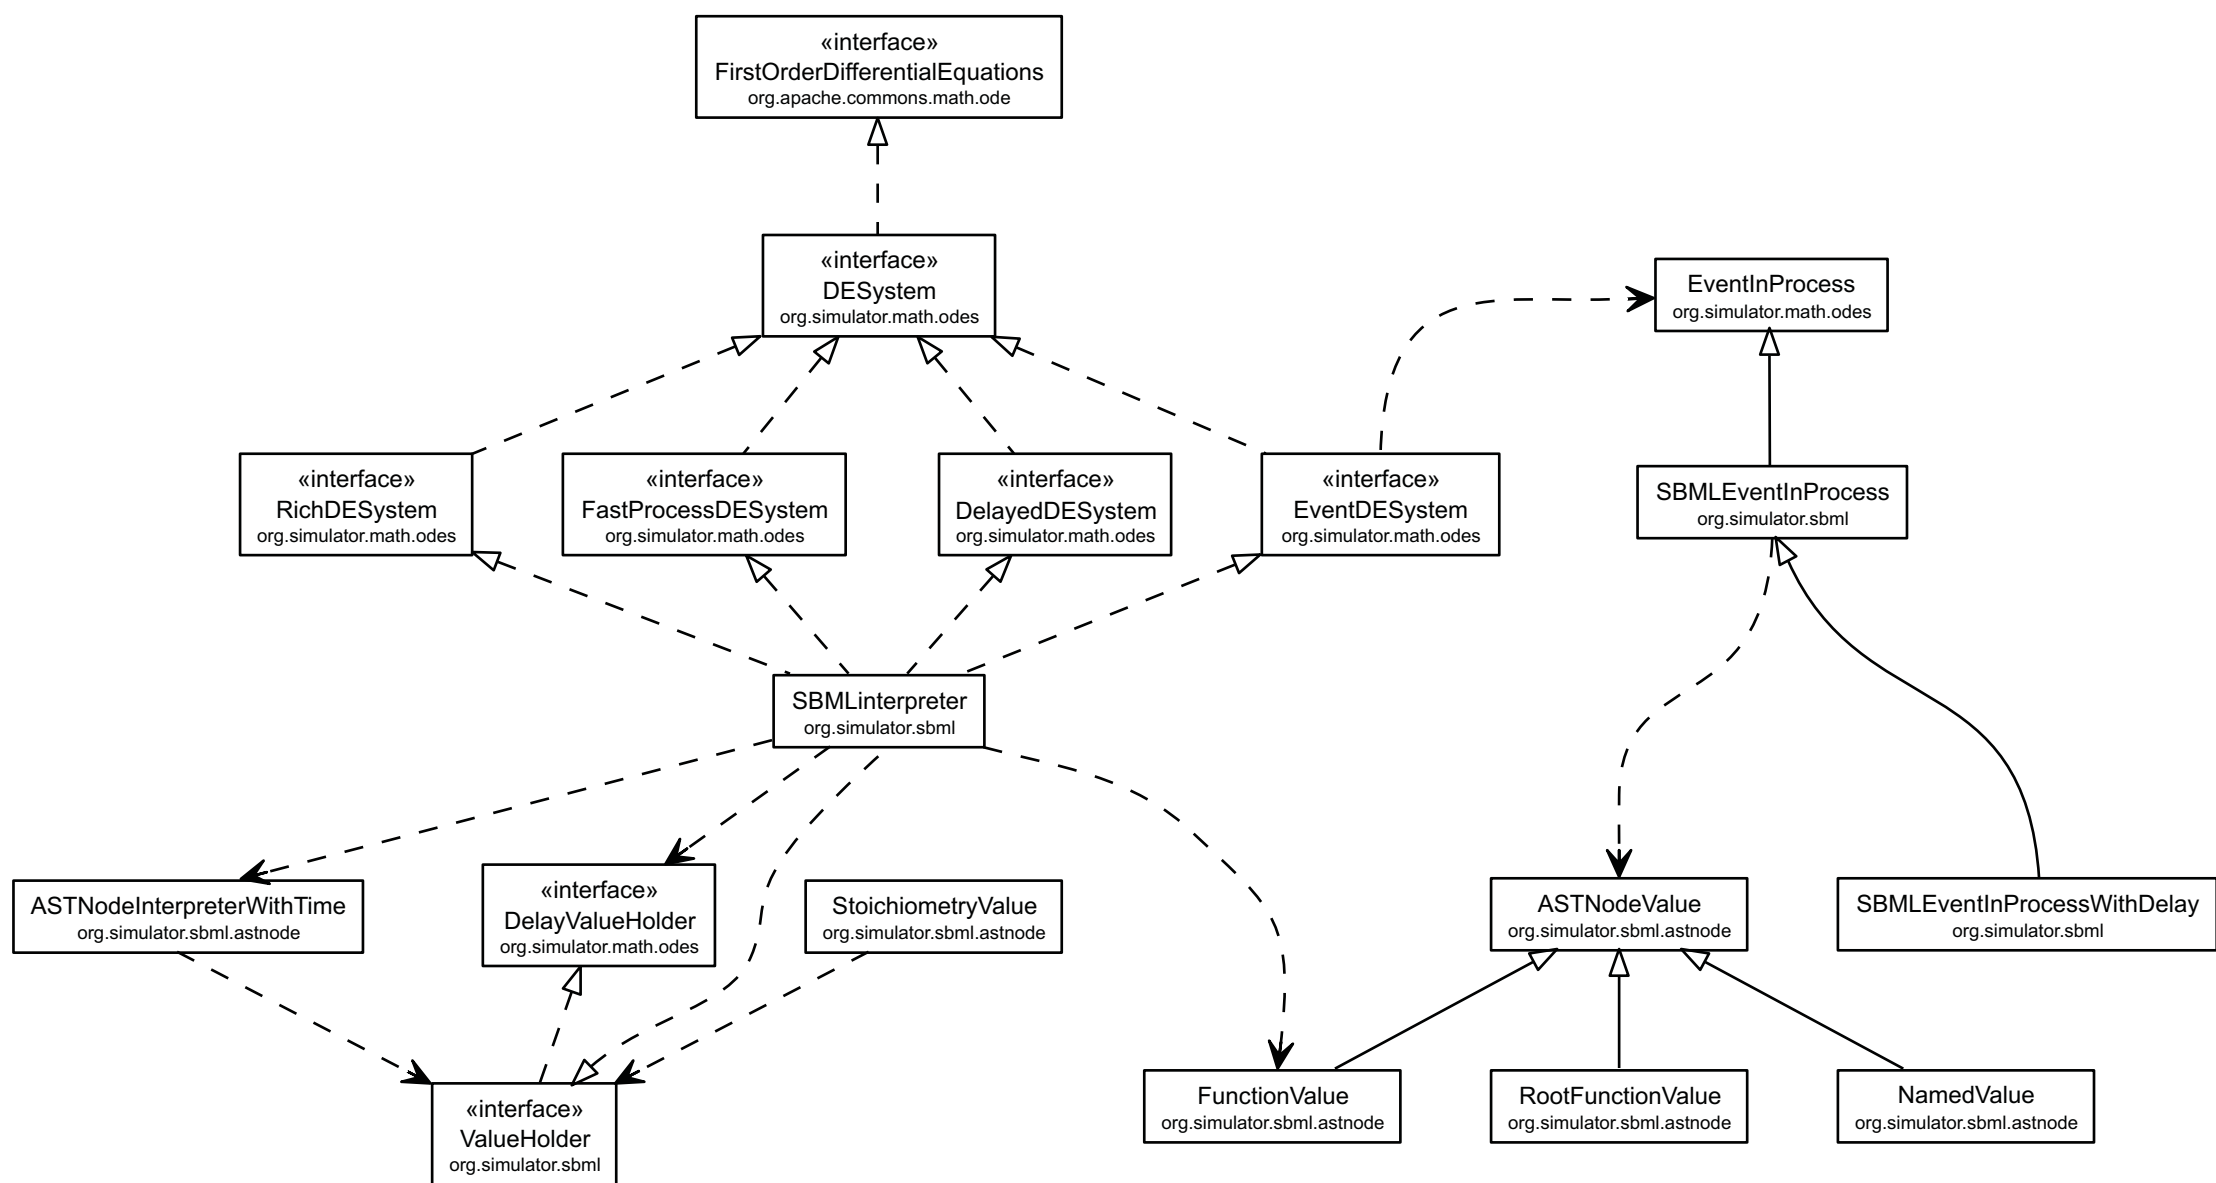 «interface»
FirstOrderDifferentialEquations
org.apache.commons.math.ode
«interface»
DESystem
org.simulator.math.odes
EventInProcess
org.simulator.math.odes
«interface»
RichDESystem
org.simulator.math.odes
«interface»
FastProcessDESystem
org.simulator.math.odes
«interface»
DelayedDESystem
org.simulator.math.odes
«interface»
EventDESystem
org.simulator.math.odes
SBMLEventInProcess
org.simulator.sbml
SBMLinterpreter
org.simulator.sbml
ASTNodeInterpreterWithTime
org.simulator.sbml.astnode
«interface»
DelayValueHolder
org.simulator.math.odes
StoichiometryValue
org.simulator.sbml.astnode
ASTNodeValue
org.simulator.sbml.astnode
SBMLEventInProcessWithDelay
org.simulator.sbml
«interface»
ValueHolder
org.simulator.sbml
FunctionValue
org.simulator.sbml.astnode
RootFunctionValue
org.simulator.sbml.astnode
NamedValue
org.simulator.sbml.astnode